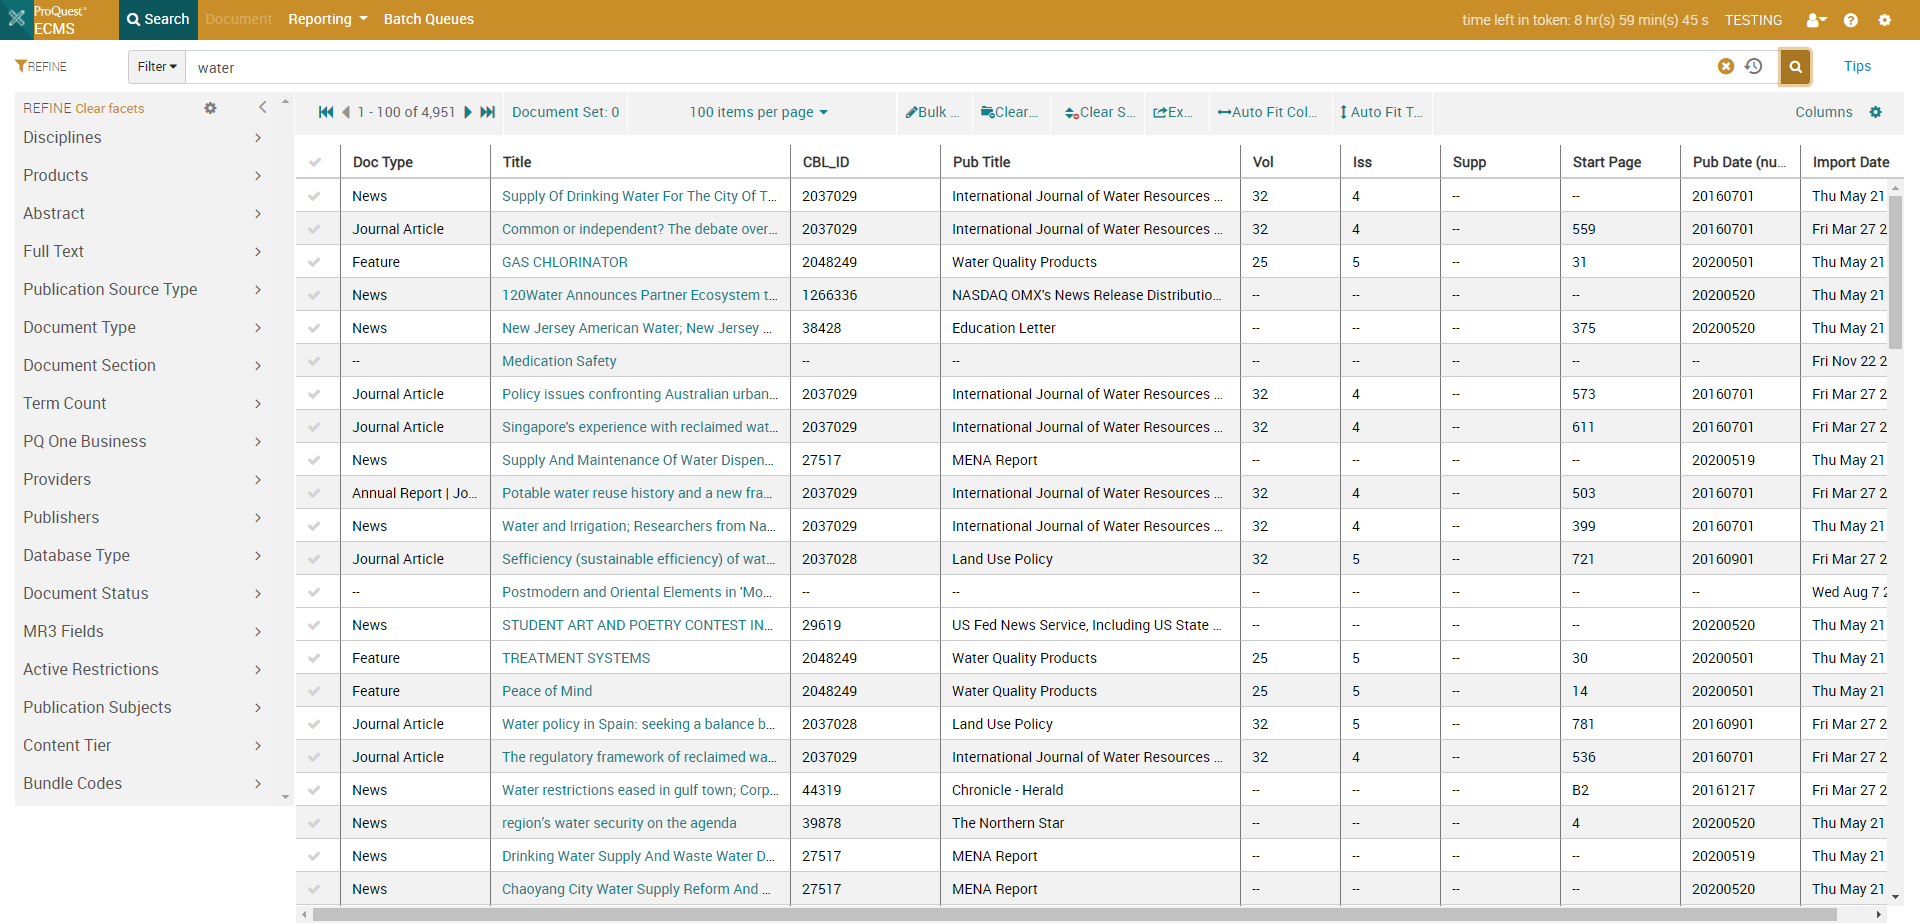 ProQuest® ECMS Search Document Reporting Batch Queues time left in token: 8 hr(s) 59 min(s) 45 s TESTING
REFINE Filter water Tips
REFINE Clear facets
Disciplines
Products
Abstract
Full Text
Publication Source Type
Document Type
Document Section
Term Count
PQ One Business
Providers
Publishers
Database Type
Document Status
MR3 Fields
Active Restrictions
Publication Subjects
Content Tier
Bundle Codes
1 - 100 of 4,951 Document Set: 0 100 items per page Bulk ... Clear... Clear S... Ex... Auto Fit Col... Auto Fit T... Columns
Doc Type Title CBL_ID Pub Title Vol Iss Supp Start Page Pub Date (nu... Import Date
News Supply Of Drinking Water For The City Of T... 2037029 International Journal of Water Resources ... 32 4 -- -- 20160701 Thu May 21
Journal Article Common or independent? The debate over... 2037029 International Journal of Water Resources ... 32 4 -- 559 20160701 Fri Mar 27 2
Feature GAS CHLORINATOR 2048249 Water Quality Products 25 5 -- 31 20200501 Thu May 21
News 120Water Announces Partner Ecosystem t... 1266336 NASDAQ OMX's News Release Distributio... -- -- -- -- 20200520 Thu May 21
News New Jersey American Water; New Jersey ... 38428 Education Letter -- -- -- 375 20200520 Thu May 21
-- Medication Safety -- -- -- -- -- -- -- Fri Nov 22 2
Journal Article Policy issues confronting Australian urban... 2037029 International Journal of Water Resources ... 32 4 -- 573 20160701 Fri Mar 27 2
Journal Article Singapore's experience with reclaimed wat... 2037029 International Journal of Water Resources ... 32 4 -- 611 20160701 Fri Mar 27 2
News Supply And Maintenance Of Water Dispen... 27517 MENA Report -- -- -- -- 20200519 Thu May 21
Annual Report | Jo... Potable water reuse history and a new fra... 2037029 International Journal of Water Resources ... 32 4 -- 503 20160701 Fri Mar 27 2
News Water and Irrigation; Researchers from Na... 2037029 International Journal of Water Resources ... 32 4 -- 399 20160701 Thu May 21
Journal Article Sefficiency (sustainable efficiency) of wat... 2037028 Land Use Policy 32 5 -- 721 20160901 Fri Mar 27 2
-- Postmodern and Oriental Elements in 'Mo... -- -- -- -- -- -- -- Wed Aug 7 2
News STUDENT ART AND POETRY CONTEST IN... 29619 US Fed News Service, Including US State ... -- -- -- -- 20200520 Thu May 21
Feature TREATMENT SYSTEMS 2048249 Water Quality Products 25 5 -- 30 20200501 Thu May 21
Feature Peace of Mind 2048249 Water Quality Products 25 5 -- 14 20200501 Thu May 21
Journal Article Water policy in Spain: seeking a balance b... 2037028 Land Use Policy 32 5 -- 781 20160901 Fri Mar 27 2
Journal Article The regulatory framework of reclaimed wa... 2037029 International Journal of Water Resources ... 32 4 -- 536 20160701 Fri Mar 27 2
News Water restrictions eased in gulf town; Corp... 44319 Chronicle - Herald -- -- -- B2 20161217 Fri Mar 27 2
News region's water security on the agenda 39878 The Northern Star -- -- -- 4 20200520 Thu May 21
News Drinking Water Supply And Waste Water D... 27517 MENA Report -- -- -- -- 20200519 Thu May 21
News Chaoyang City Water Supply Reform And ... 27517 MENA Report -- -- -- -- 20200520 Thu May 21